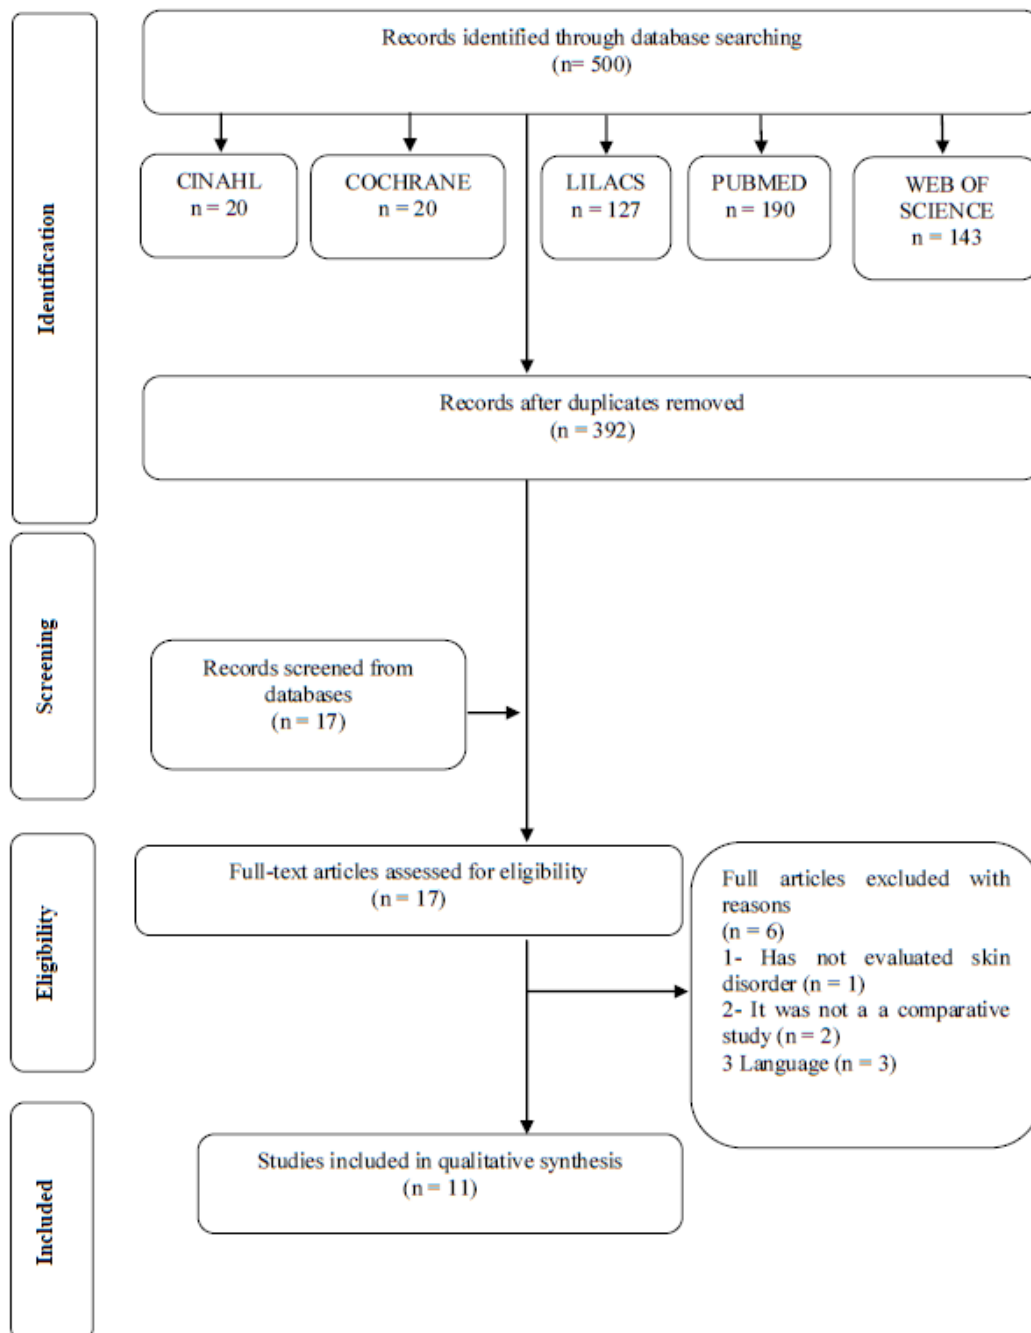 Records identified through database searching
(n= 500)
CINAHL
n = 20
COCHRANE
n = 20
LILACS
n = 127
PUBMED
n = 190
WEB OF
SCIENCE
n = 143
Identification
Records after duplicates removed
(n = 392)
Screening
Records screened from
databases
(n = 17)
Eligibility
Full-text articles assessed for eligibility
(n = 17)
Full articles excluded with
reasons
(n = 6)
1- Has not evaluated skin
disorder (n = 1)
2- It was not a a comparative
study (n = 2)
3 Language (n = 3)
Included
Studies included in qualitative synthesis
(n = 11)